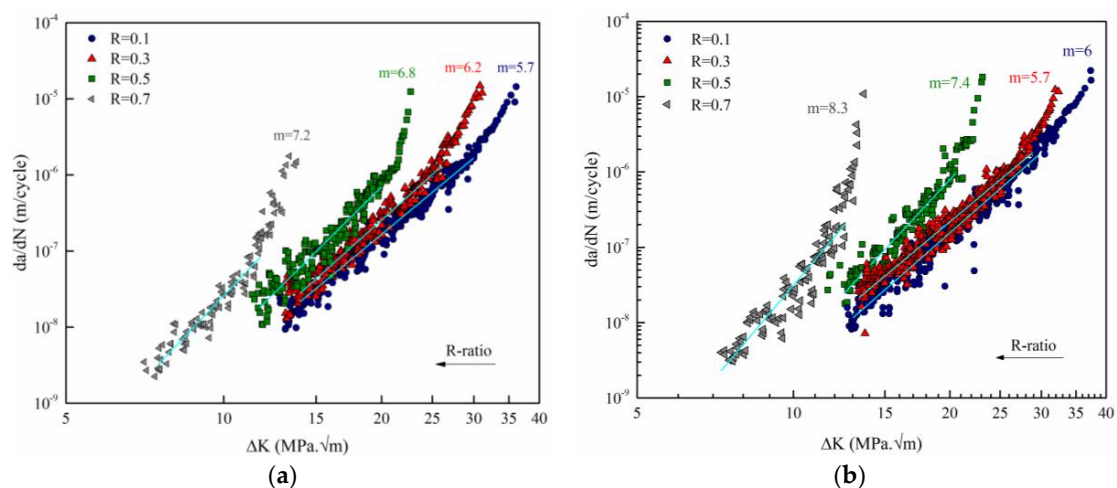 10⁻⁴
10⁻⁵
10⁻⁶
10⁻⁷
10⁻⁸
10⁻⁹
da/dN (m/cycle)
R=0.1
R=0.3
R=0.5
R=0.7
m=7.2
m=6.8
m=6.2
m=5.7
R-ratio
5
10
15
20
25
30
35
40
ΔK (MPa.√m)
(a)
10⁻⁴
10⁻⁵
10⁻⁶
10⁻⁷
10⁻⁸
10⁻⁹
da/dN (m/cycle)
R=0.1
R=0.3
R=0.5
R=0.7
m=8.3
m=7.4
m=5.7
m=6
R-ratio
5
10
15
20
25
30
35
40
ΔK (MPa.√m)
(b)